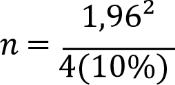 n = 1,96² / 4(10%)